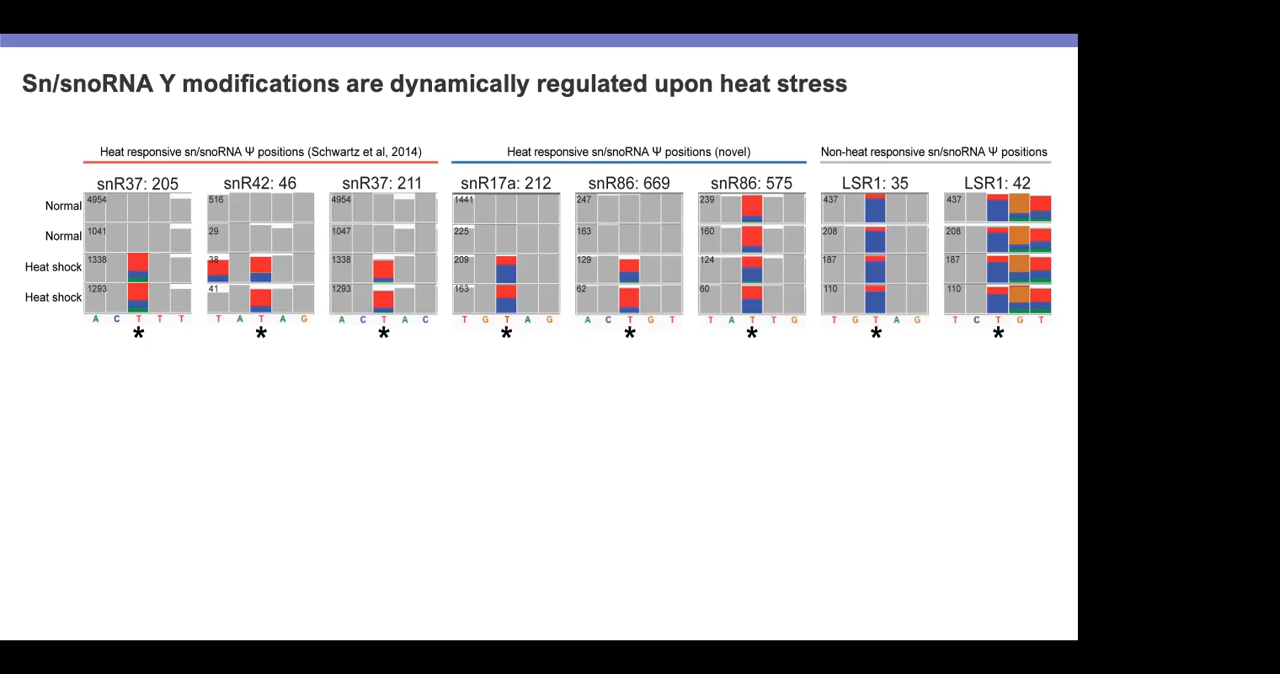 Sn/snoRNA Y modifications are dynamically regulated upon heat stress
Heat responsive sn/snoRNA Ψ positions (Schwartz et al, 2014)
Heat responsive sn/snoRNA Ψ positions (novel)
Non-heat responsive sn/snoRNA Ψ positions
snR37: 205 snR42: 46 snR37: 211 snR17a: 212 snR86: 669 snR86: 575 LSR1: 35 LSR1: 42
Normal 4954 516 4954 1441 247 239 437 437
Normal 1041 29 1047 225 163 160 208 208
Heat shock 1338 38 1338 209 129 124 187 187
Heat shock 1293 41 1293 163 62 60 110 110
A C T T T T A T A G A C T A C T G T A G A C T G T T A T T G T G T A G T C T G T
* * * * * * * *